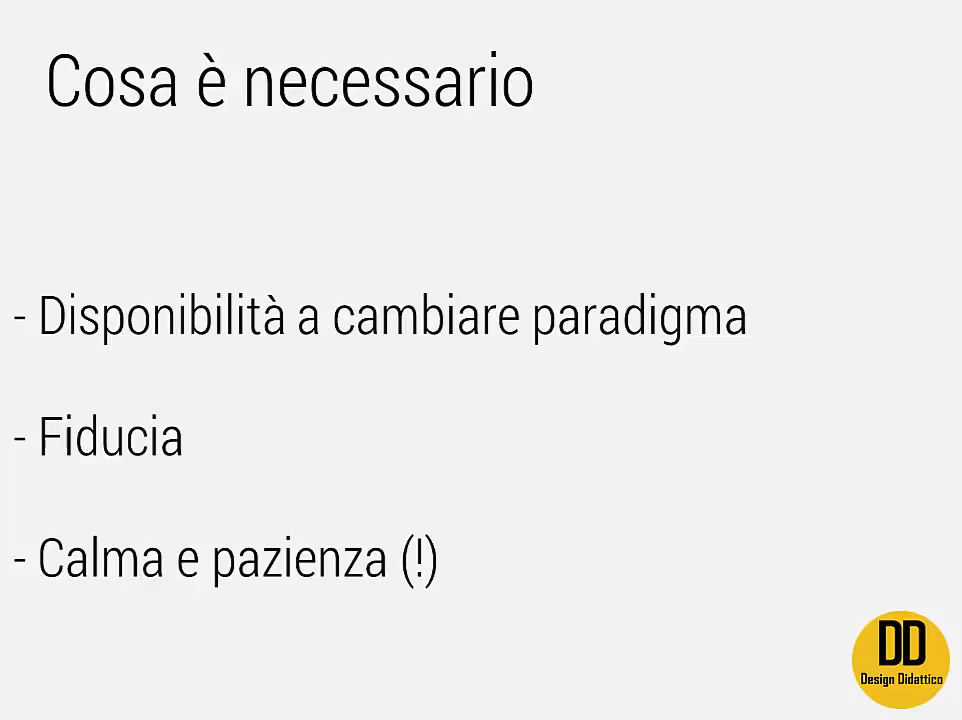 Cosa è necessario
- Disponibilità a cambiare paradigma
- Fiducia
- Calma e pazienza (!)
DD
Design Didattico